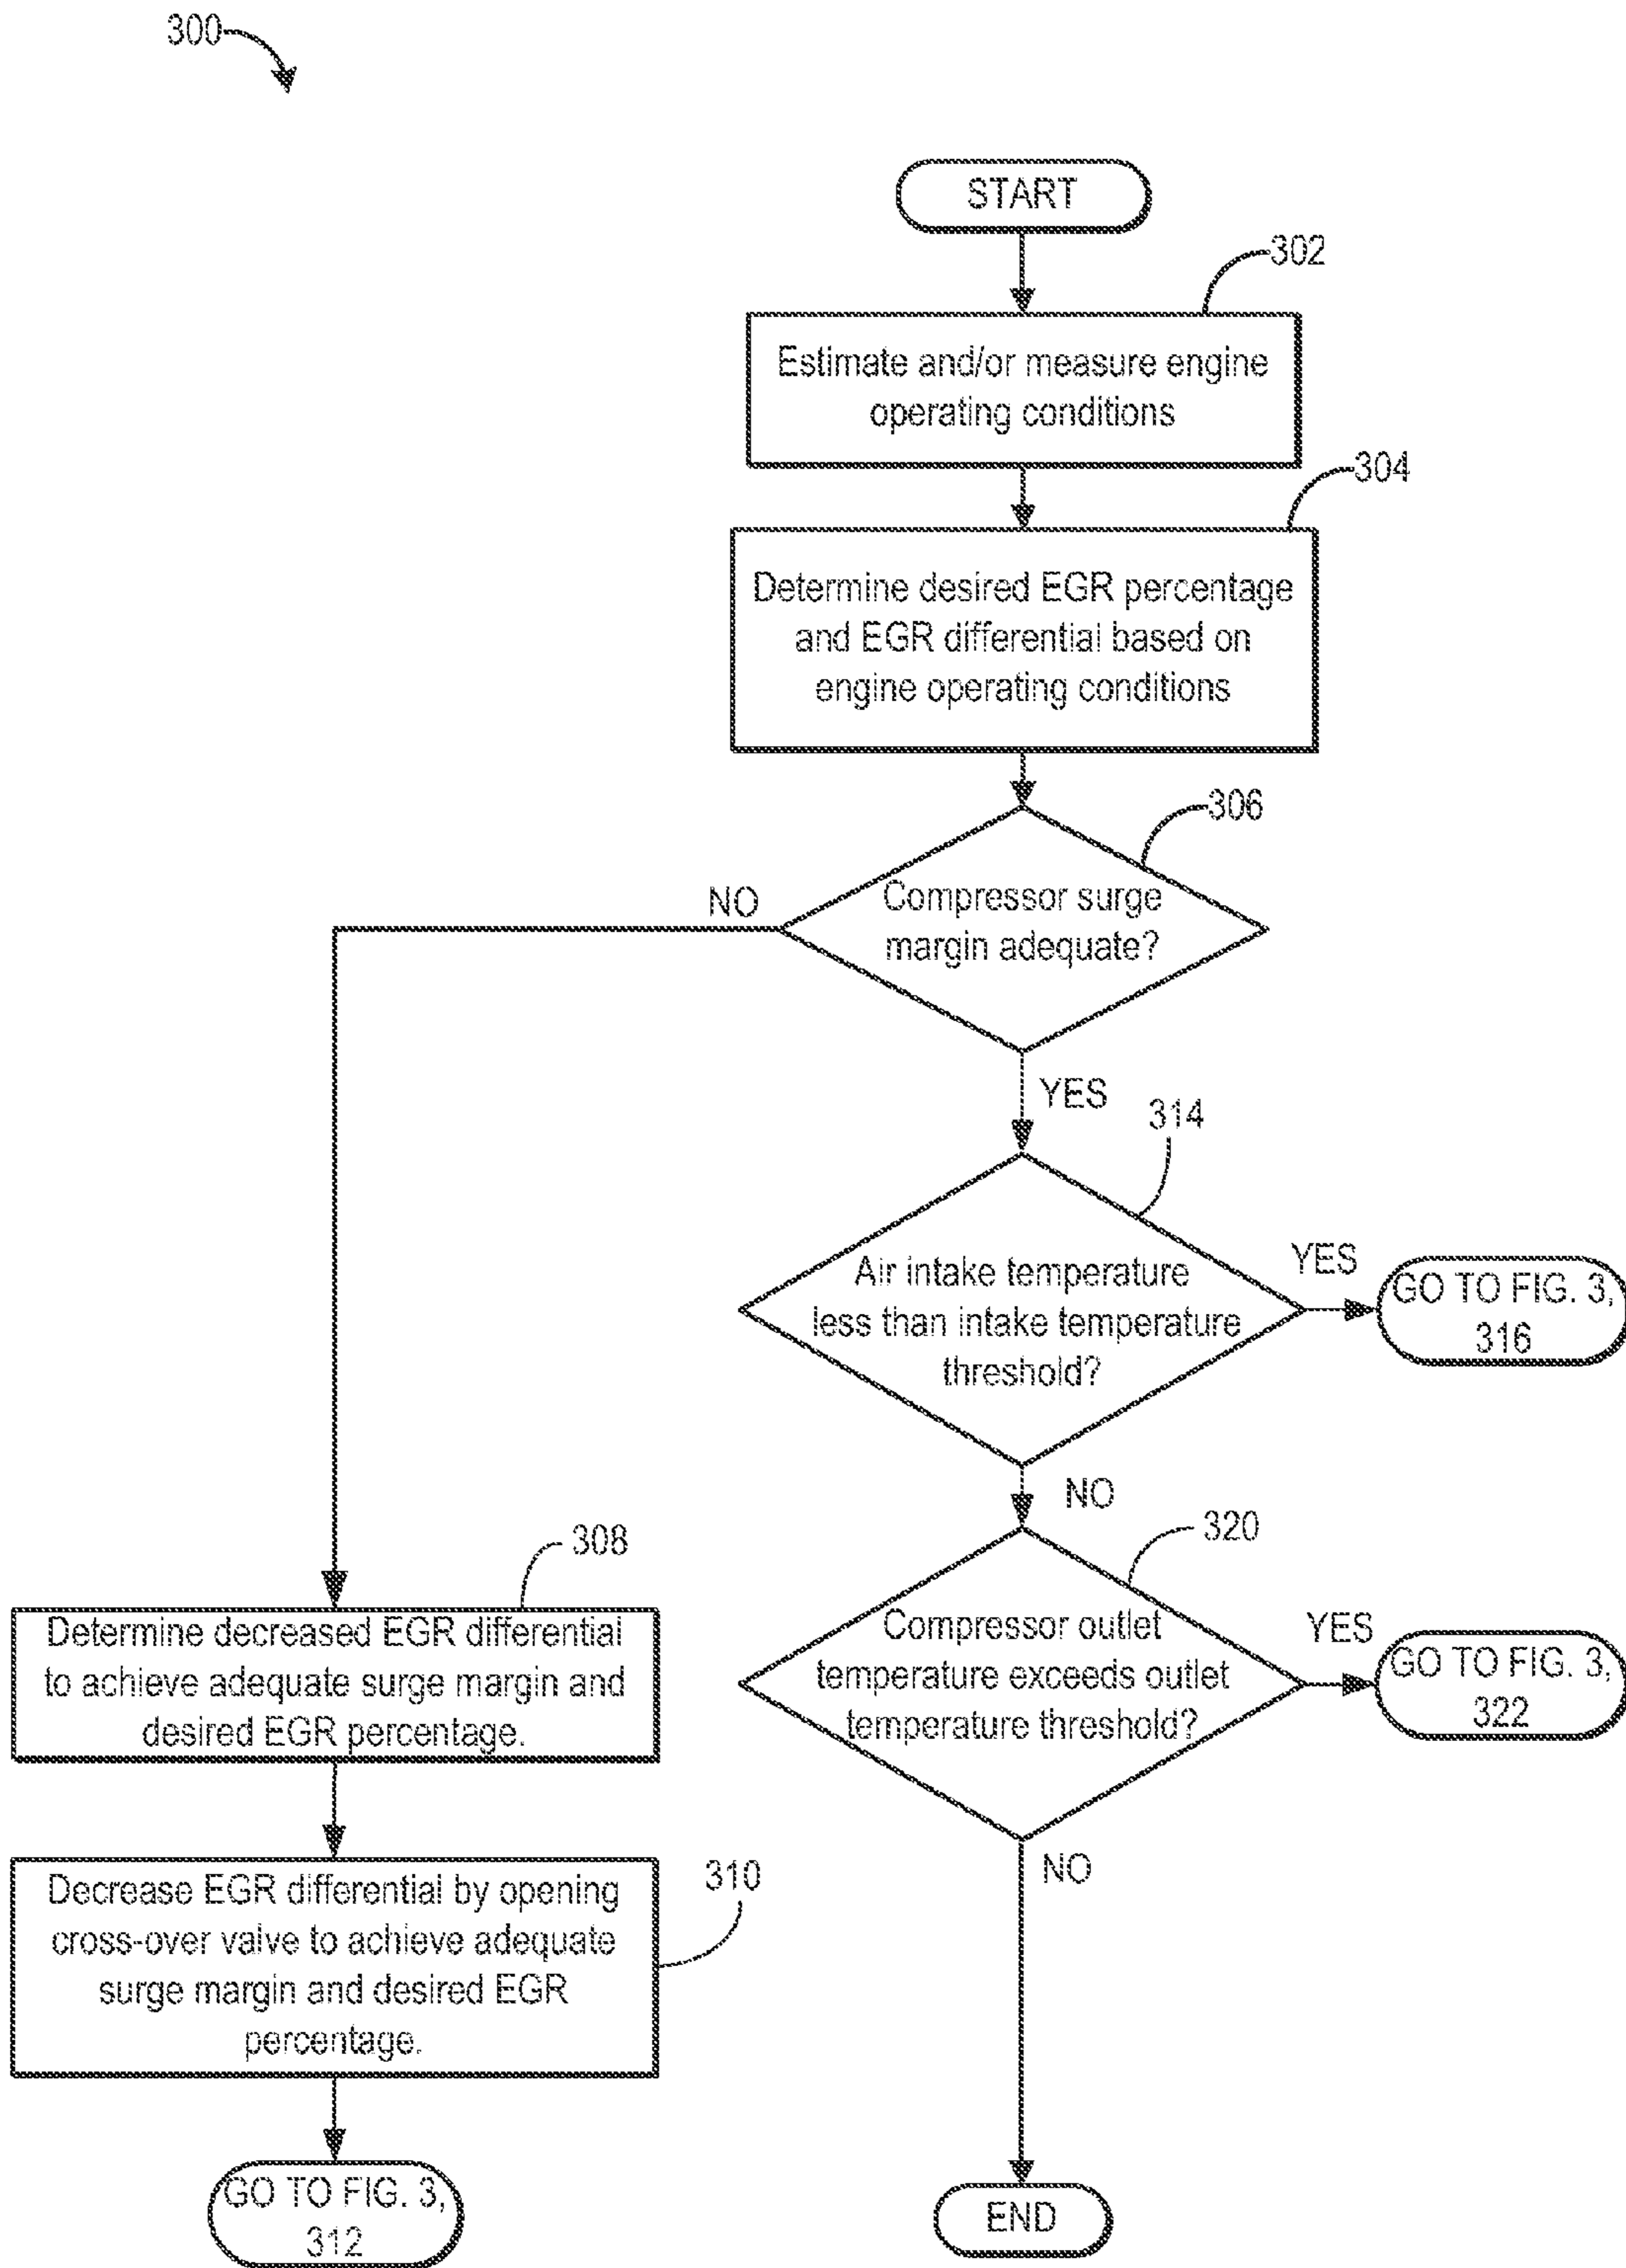 300
START
302
Estimate and/or measure engine
operating conditions
304
Determine desired EGR percentage
and EGR differential based on
engine operating conditions
306
Compressor surge
margin adequate?
NO
YES
314
Air intake temperature
less than intake temperature
threshold?
YES
GO TO FIG. 3,
316
NO
320
Compressor outlet
temperature exceeds outlet
temperature threshold?
YES
GO TO FIG. 3,
322
NO
END
308
Determine decreased EGR differential
to achieve adequate surge margin and
desired EGR percentage.
310
Decrease EGR differential by opening
cross-over valve to achieve adequate
surge margin and desired EGR
percentage.
GO TO FIG. 3,
312